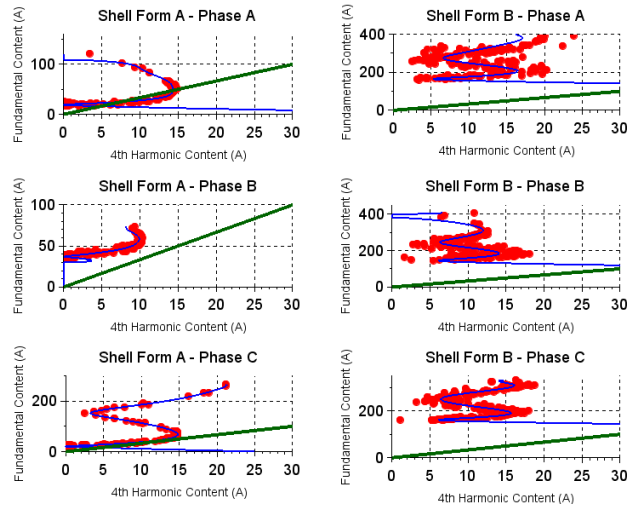 Shell Form A - Phase A
Fundamental Content (A)
100
0
0 5 10 15 20 25 30
4th Harmonic Content (A)
Shell Form B - Phase A
Fundamental Content (A)
400
200
0
0 5 10 15 20 25 30
4th Harmonic Content (A)
Shell Form A - Phase B
Fundamental Content (A)
100
50
0
0 5 10 15 20 25 30
4th Harmonic Content (A)
Shell Form B - Phase B
Fundamental Content (A)
400
200
0
0 5 10 15 20 25 30
4th Harmonic Content (A)
Shell Form A - Phase C
Fundamental Content (A)
200
0
0 5 10 15 20 25 30
4th Harmonic Content (A)
Shell Form B - Phase C
Fundamental Content (A)
200
0
0 5 10 15 20 25 30
4th Harmonic Content (A)